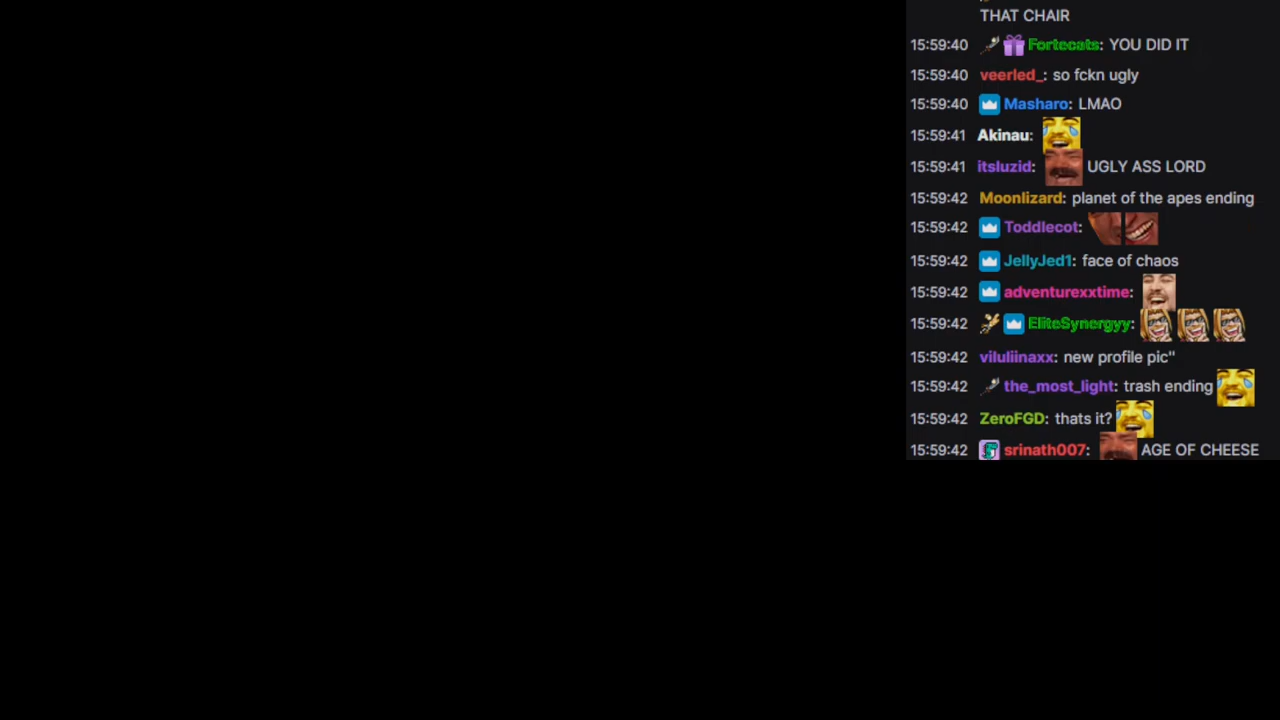 THAT CHAIR
15:59:40 Fortecats: YOU DID IT
15:59:40 veerled_: so fckn ugly
15:59:40 Masharo: LMAO
15:59:41 Akinau:
15:59:41 itsluzid: UGLY ASS LORD
15:59:42 Moonlizard: planet of the apes ending
15:59:42 Toddlecot:
15:59:42 JellyJed1: face of chaos
15:59:42 adventurexxtime:
15:59:42 EliteSynergyy:
15:59:42 viluliinaxx: new profile pic"
15:59:42 the_most_light: trash ending
15:59:42 ZeroFGD: thats it?
15:59:42 srinath007: AGE OF CHEESE